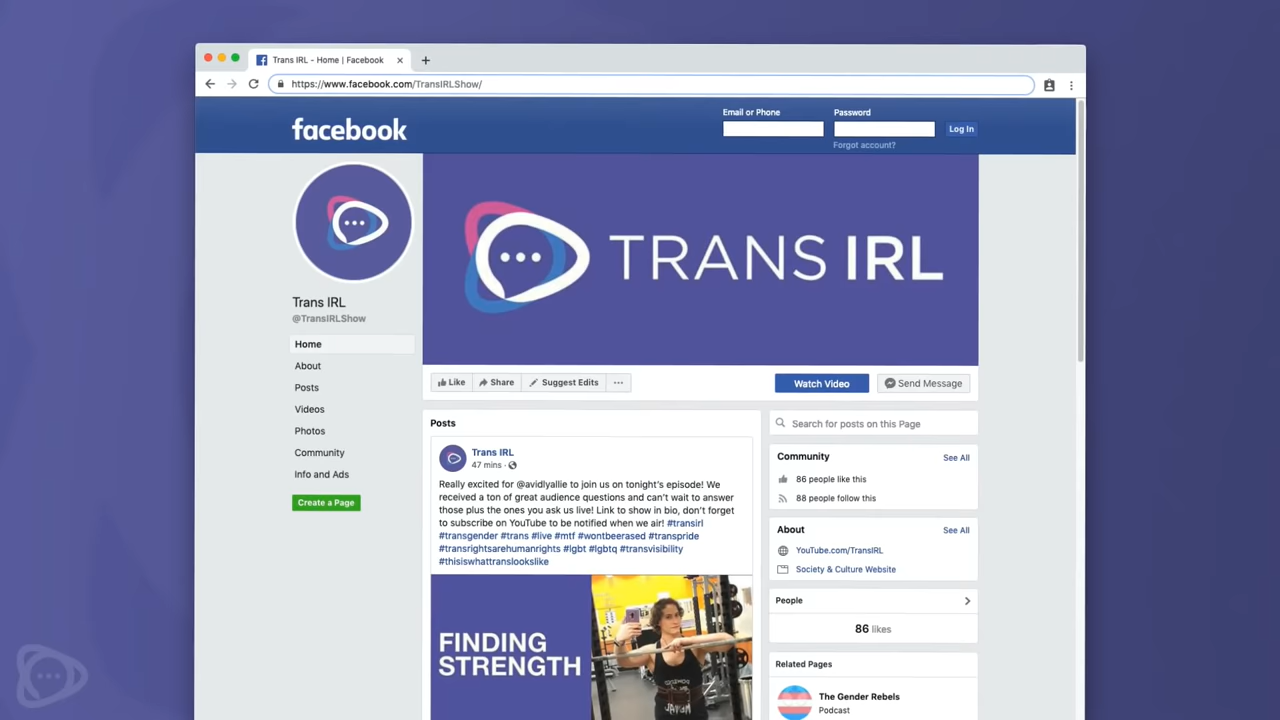 Trans IRL - Home | Facebook
https://www.facebook.com/TransIRLShow/
facebook
Email or Phone
Password
Log In
Forgot account?
TRANS IRL
Trans IRL
@TransIRLShow
Home
About
Posts
Videos
Photos
Community
Info and Ads
Create a Page
Like
Share
Suggest Edits
Watch Video
Send Message
Posts
Trans IRL
47 mins ·
Really excited for @avidlyallie to join us on tonight's episode! We
received a ton of great audience questions and can't wait to answer
those plus the ones you ask us live! Link to show in bio, don't forget
to subscribe on YouTube to be notified when we air! #transirl
#transgender #trans #live #mtf #wontbeerased #transpride
#transrightsarehumanrights #lgbt #lgbtq #transvisibility
#thisiswhattranslookslike
FINDING
STRENGTH
Search for posts on this Page
Community
See All
86 people like this
88 people follow this
About
See All
YouTube.com/TransIRL
Society & Culture Website
People
86 likes
Related Pages
The Gender Rebels
Podcast